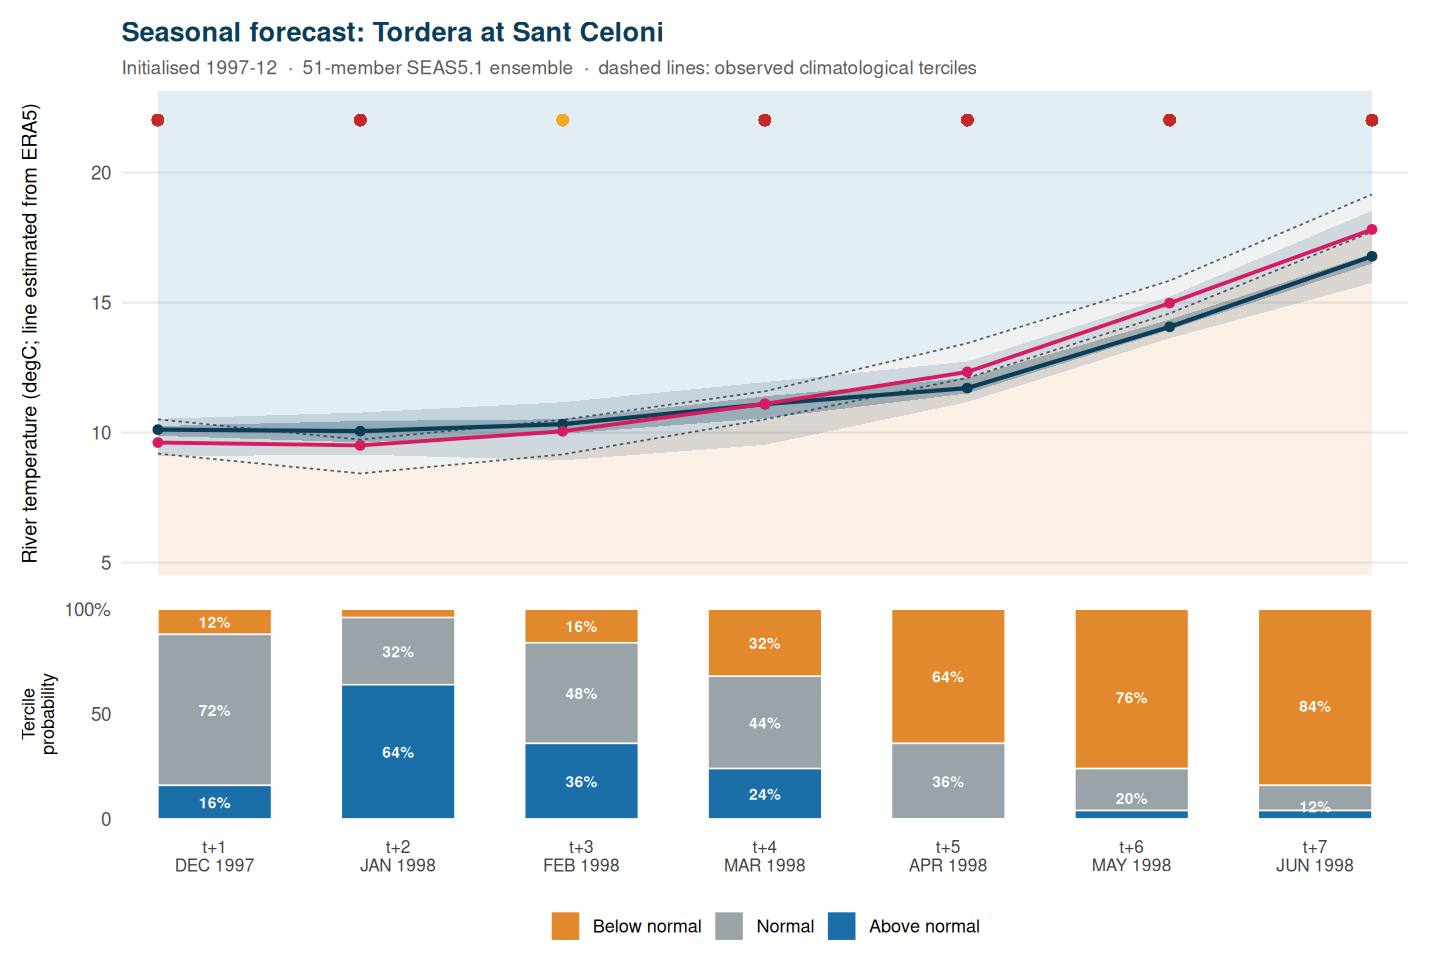 Seasonal forecast: Tordera at Sant Celoni
Initialised 1997-12 · 51-member SEAS5.1 ensemble · dashed lines: observed climatological terciles
River temperature (degC; line estimated from ERA5)
20
15
10
5
100%
50
0
Tercile
probability
12%
72%
16%
32%
64%
16%
48%
36%
32%
44%
24%
64%
36%
76%
20%
84%
12%
t+1
DEC 1997
t+2
JAN 1998
t+3
FEB 1998
t+4
MAR 1998
t+5
APR 1998
t+6
MAY 1998
t+7
JUN 1998
Below normal
Normal
Above normal